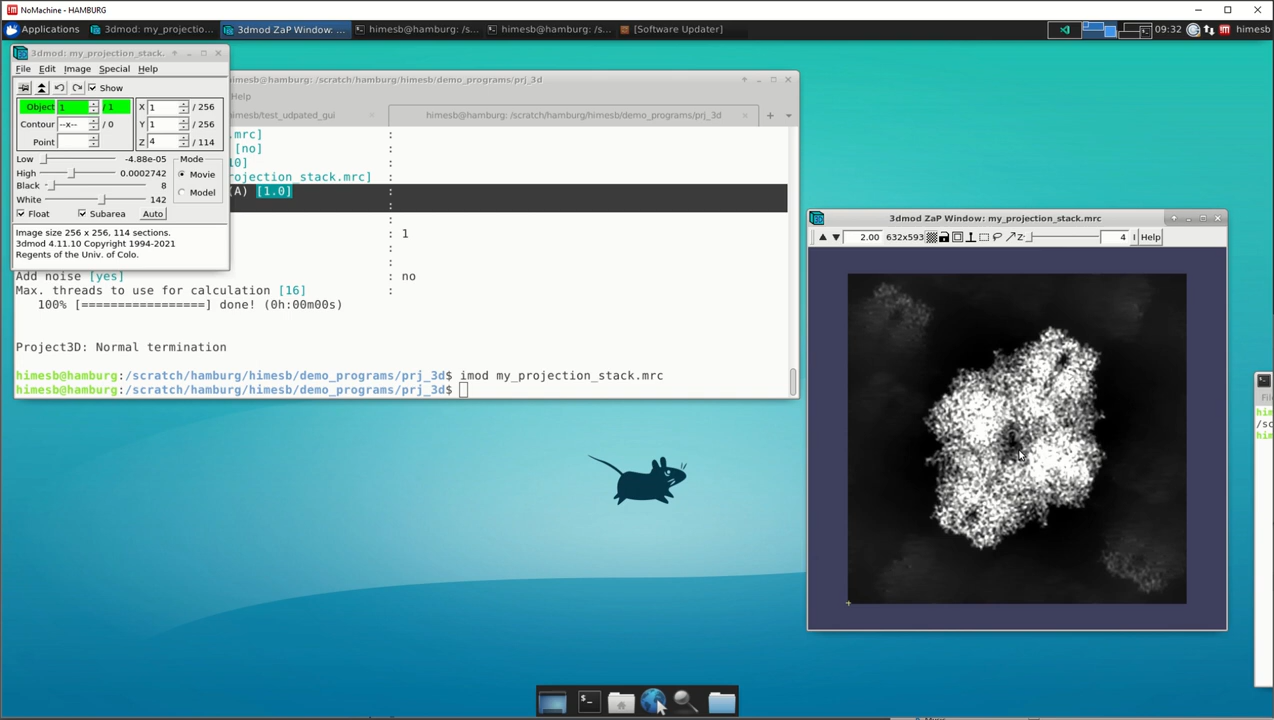 NoMachine - HAMBURG
Applications
3dmod: my_projectio...
3dmod ZaP Window: ...
himesb@hamburg: /s...
himesb@hamburg: /s...
[Software Updater]
09:32
himesb
3dmod: my_projection_stack.
File Edit Image Special Help
Show
Object 1 / 1 X 1 / 256
Contour --x-- / 0 Y 1 / 256
Point Z 4 / 114
Low -4.88e-05 Mode
High 0.0002742 Movie
Black 8
White 142 Model
Float Subarea Auto
Image size 256 x 256, 114 sections.
3dmod 4.11.10 Copyright 1994-2021
Regents of the Univ. of Colo.
himesb@hamburg: /scratch/hamburg/himesb/demo_programs/prj_3d
Help
himesb/test_udpated_gui
himesb@hamburg: /scratch/hamburg/himesb/demo_programs/prj_3d
.mrc] :
[no] :
10] :
ojection_stack.mrc] :
(A) [1.0] :
:
:
: 1
:
:
Add noise [yes] : no
Max. threads to use for calculation [16] :
100% [=================] done! (0h:00m00s)
Project3D: Normal termination
himesb@hamburg:/scratch/hamburg/himesb/demo_programs/prj_3d$ imod my_projection_stack.mrc
himesb@hamburg:/scratch/hamburg/himesb/demo_programs/prj_3d$
3dmod ZaP Window: my_projection_stack.mrc
2.00 632x593 Z 4 I Help
File
him
/sc
him